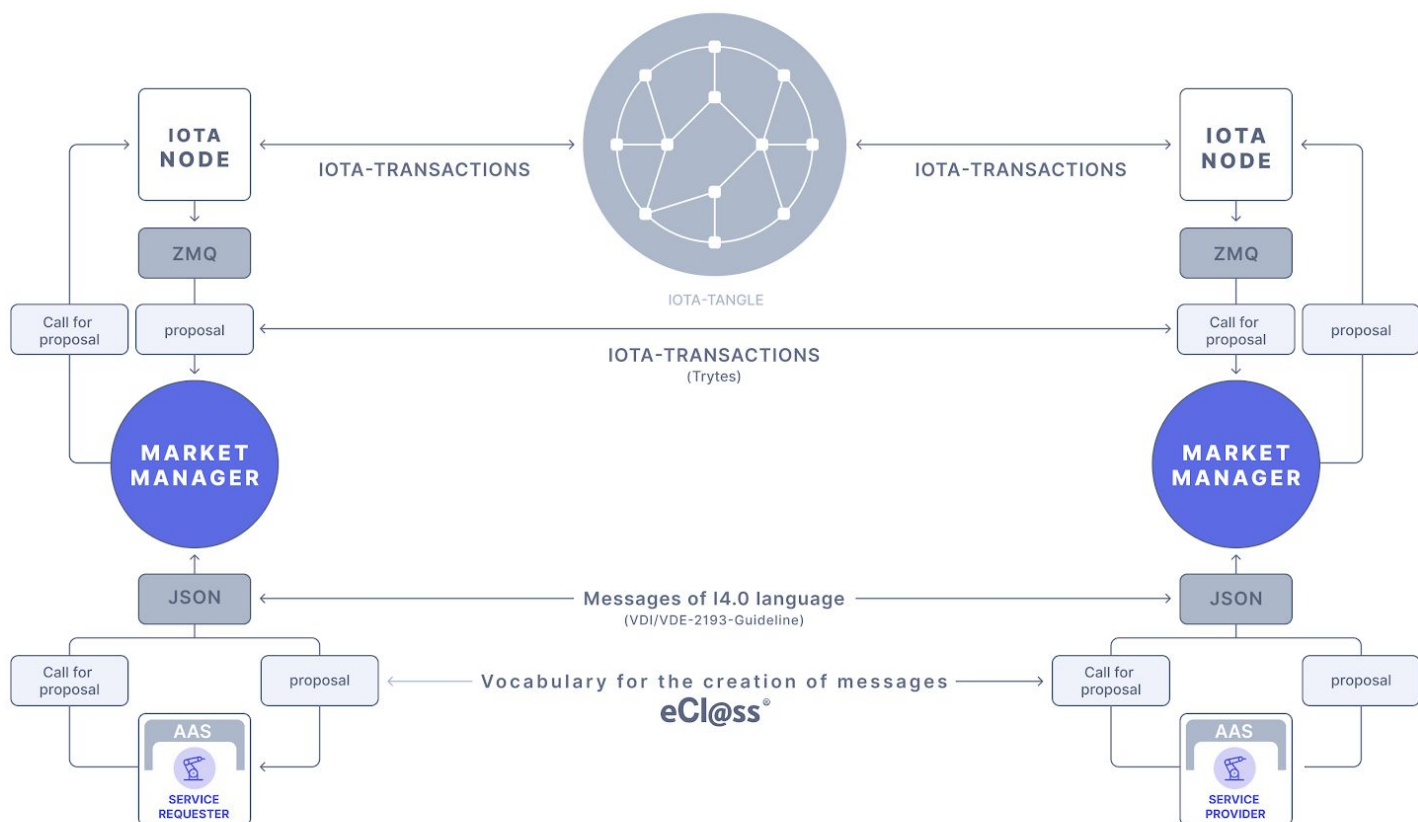 IOTA
NODE
IOTA-TRANSACTIONS
IOTA-TRANSACTIONS
IOTA
NODE
ZMQ
ZMQ
IOTA-TANGLE
Call for
proposal
proposal
IOTA-TRANSACTIONS
(Trytes)
Call for
proposal
proposal
MARKET
MANAGER
MARKET
MANAGER
JSON
Messages of I4.0 language
(VDI/VDE-2193-Guideline)
JSON
Call for
proposal
proposal
Vocabulary for the creation of messages
eCl@ss®
Call for
proposal
proposal
AAS
SERVICE
REQUESTER
AAS
SERVICE
PROVIDER